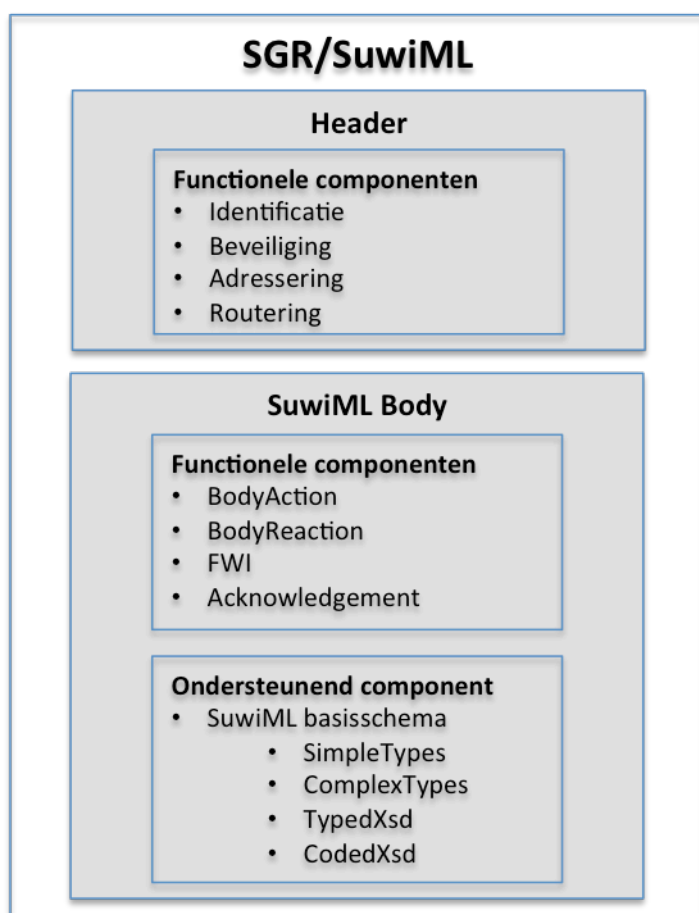 SGR/SuwiML
Header
Functionele componenten
• Identificatie
• Beveiliging
• Adressering
• Routering
SuwiML Body
Functionele componenten
• BodyAction
• BodyReaction
• FWI
• Acknowledgement
Ondersteunend component
• SuwiML basisschema
• SimpleTypes
• ComplexTypes
• TypedXsd
• CodedXsd